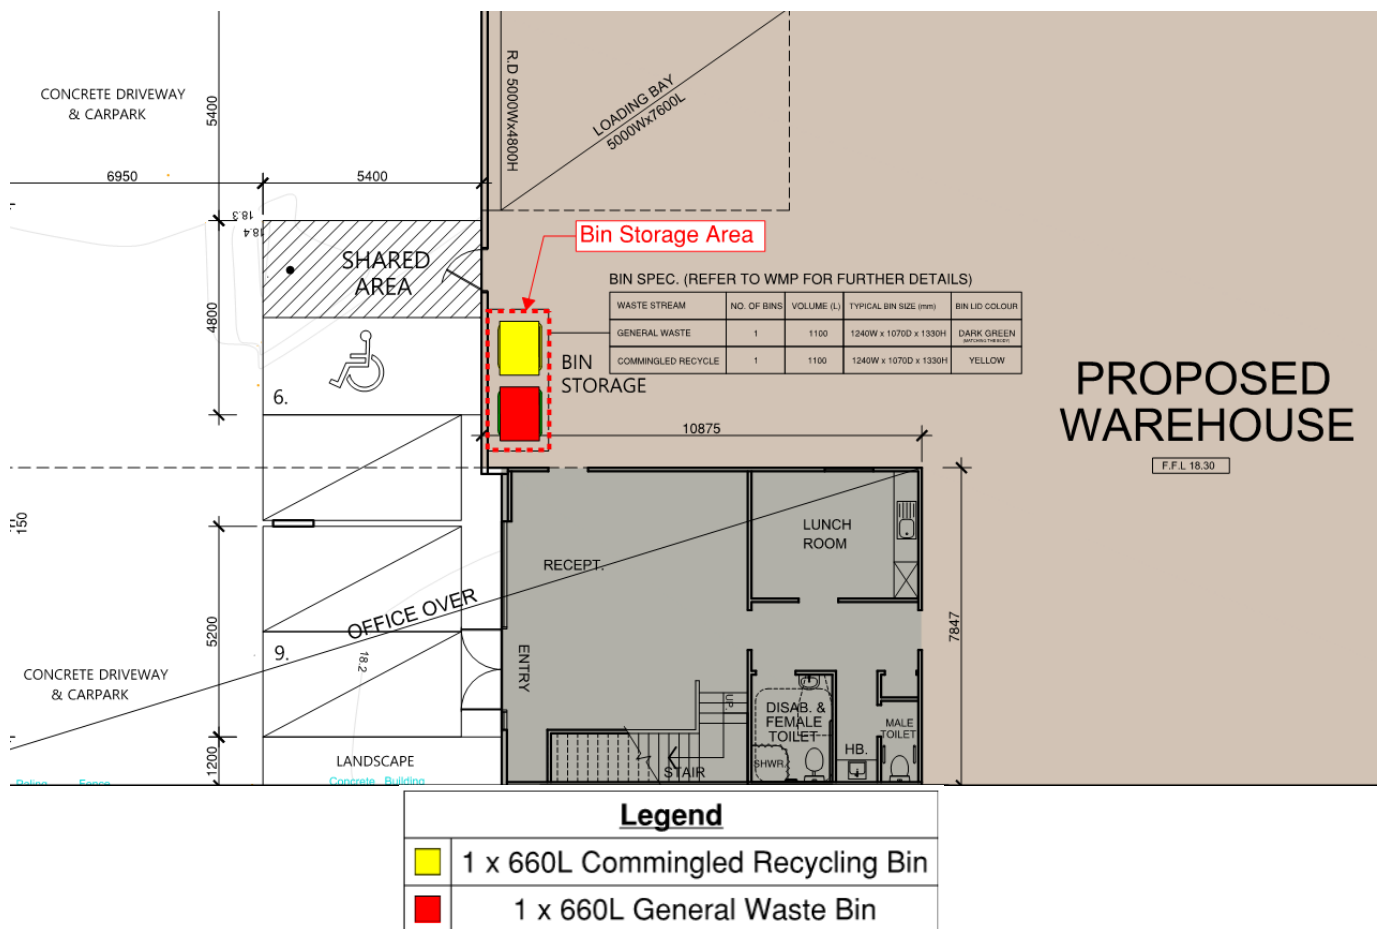 CONCRETE DRIVEWAY
& CARPARK
5400
R.D 5000Wx4800H
LOADING BAY
5000Wx7600L
6950
5400
18.3
18.4
SHARED
AREA
Bin Storage Area
BIN SPEC. (REFER TO WMP FOR FURTHER DETAILS)
WASTE STREAM NO. OF BINS VOLUME (L) TYPICAL BIN SIZE (mm) BIN LID COLOUR
GENERAL WASTE 1 1100 1240W x 1070D x 1330H DARK GREEN
(MATCHING THE BODY)
COMMINGLED RECYCLE 1 1100 1240W x 1070D x 1330H YELLOW
4800
BIN
STORAGE
6.
PROPOSED
WAREHOUSE
F.F.L 18.30
10875
150
LUNCH
ROOM
RECEPT.
OFFICE OVER
5200
7847
9.
18.2
ENTRY
CONCRETE DRIVEWAY
& CARPARK
UP.
DISAB. &
FEMALE
TOILET
MALE
TOILET
HB.
SHWR.
STAIR
1200
LANDSCAPE
Concrete Building
Paling Fence
Legend
1 x 660L Commingled Recycling Bin
1 x 660L General Waste Bin